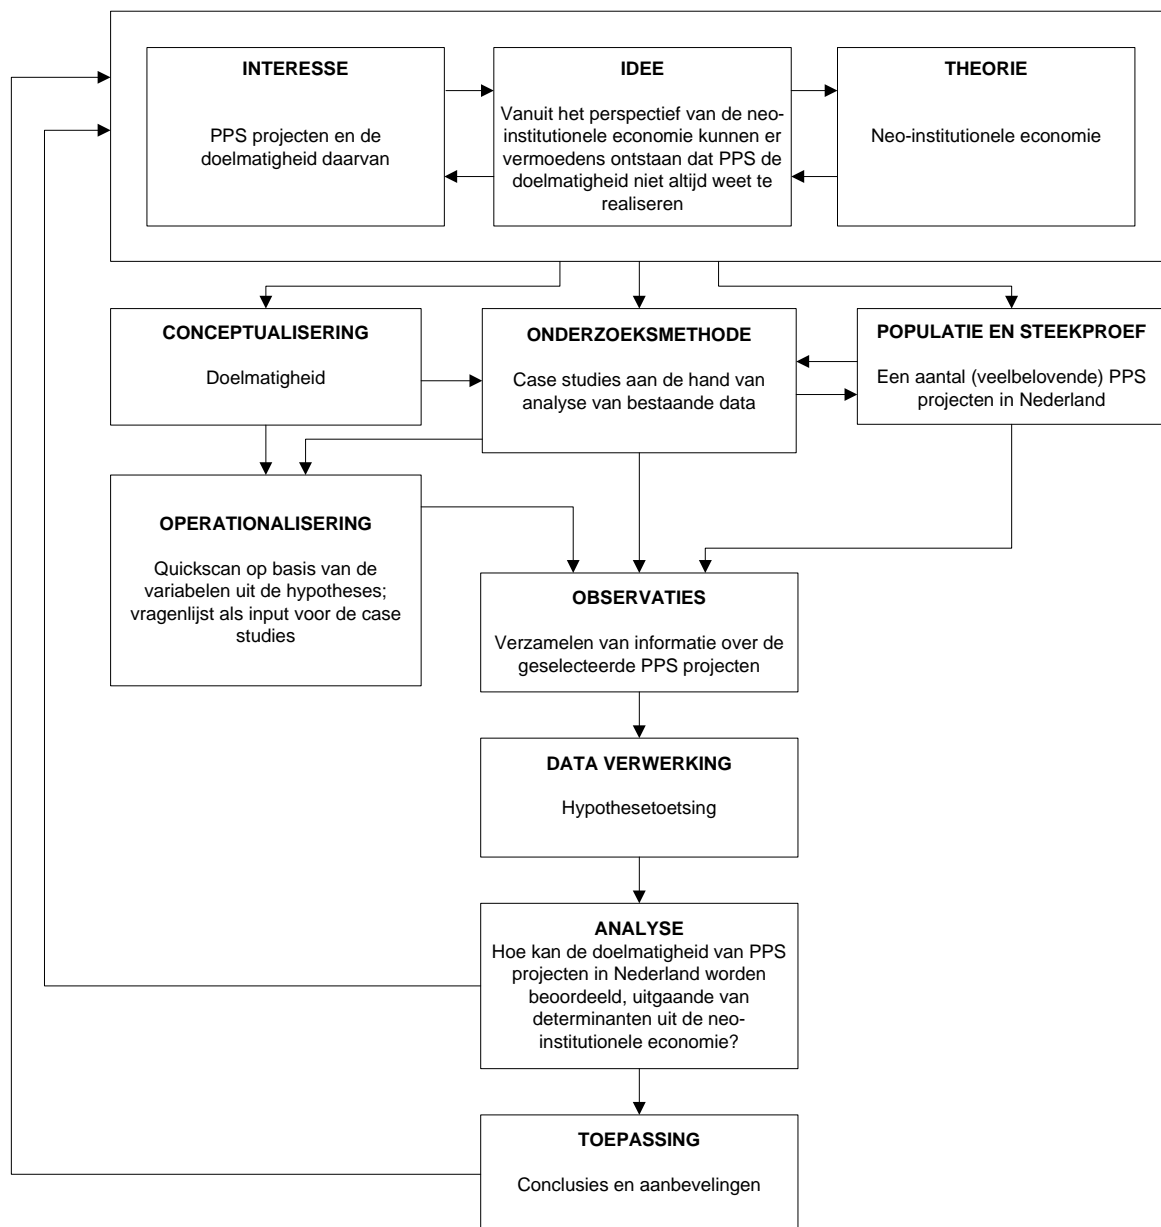 INTERESSE
PPS projecten en de
doelmatigheid daarvan
IDEE
Vanuit het perspectief van de neo-
institutionele economie kunnen er
vermoedens ontstaan dat PPS de
doelmatigheid niet altijd weet te
realiseren
THEORIE
Neo-institutionele economie
CONCEPTUALISERING
Doelmatigheid
ONDERZOEKSMETHODE
Case studies aan de hand van
analyse van bestaande data
POPULATIE EN STEEKPROEF
Een aantal (veelbelovende) PPS
projecten in Nederland
OPERATIONALISERING
Quickscan op basis van de
variabelen uit de hypotheses;
vragenlijst als input voor de case
studies
OBSERVATIES
Verzamelen van informatie over de
geselecteerde PPS projecten
DATA VERWERKING
Hypothesetoetsing
ANALYSE
Hoe kan de doelmatigheid van PPS
projecten in Nederland worden
beoordeeld, uitgaande van
determinanten uit de neo-
institutionele economie?
TOEPASSING
Conclusies en aanbevelingen